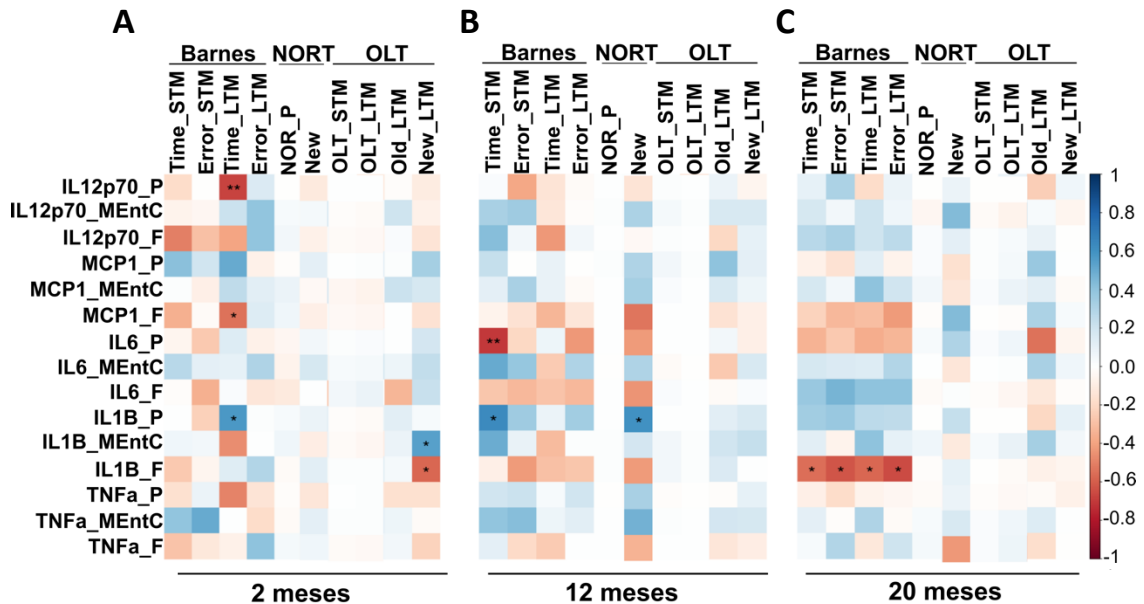 A B C
Barnes NORT OLT Barnes NORT OLT Barnes NORT OLT
Time_STM Error_STM Time_LTM Error_LTM NOR_P New OLT_STM OLT_LTM Old_LTM New_LTM Time_STM Error_STM Time_LTM Error_LTM NOR_P New OLT_STM OLT_LTM Old_LTM New_LTM Time_STM Error_STM Time_LTM Error_LTM NOR_P New OLT_STM OLT_LTM Old_LTM New_LTM
IL12p70_P ** 1
IL12p70_MEntC 0.8
IL12p70_F 0.6
MCP1_P
MCP1_MEntC 0.4
MCP1_F * 0.2
IL6_P **
IL6_MEntC 0
IL6_F -0.2
IL1B_P * * *
IL1B_MEntC * -0.4
IL1B_F * * * * *
TNFa_P -0.6
TNFa_MEntC -0.8
TNFa_F -1
2 meses 12 meses 20 meses